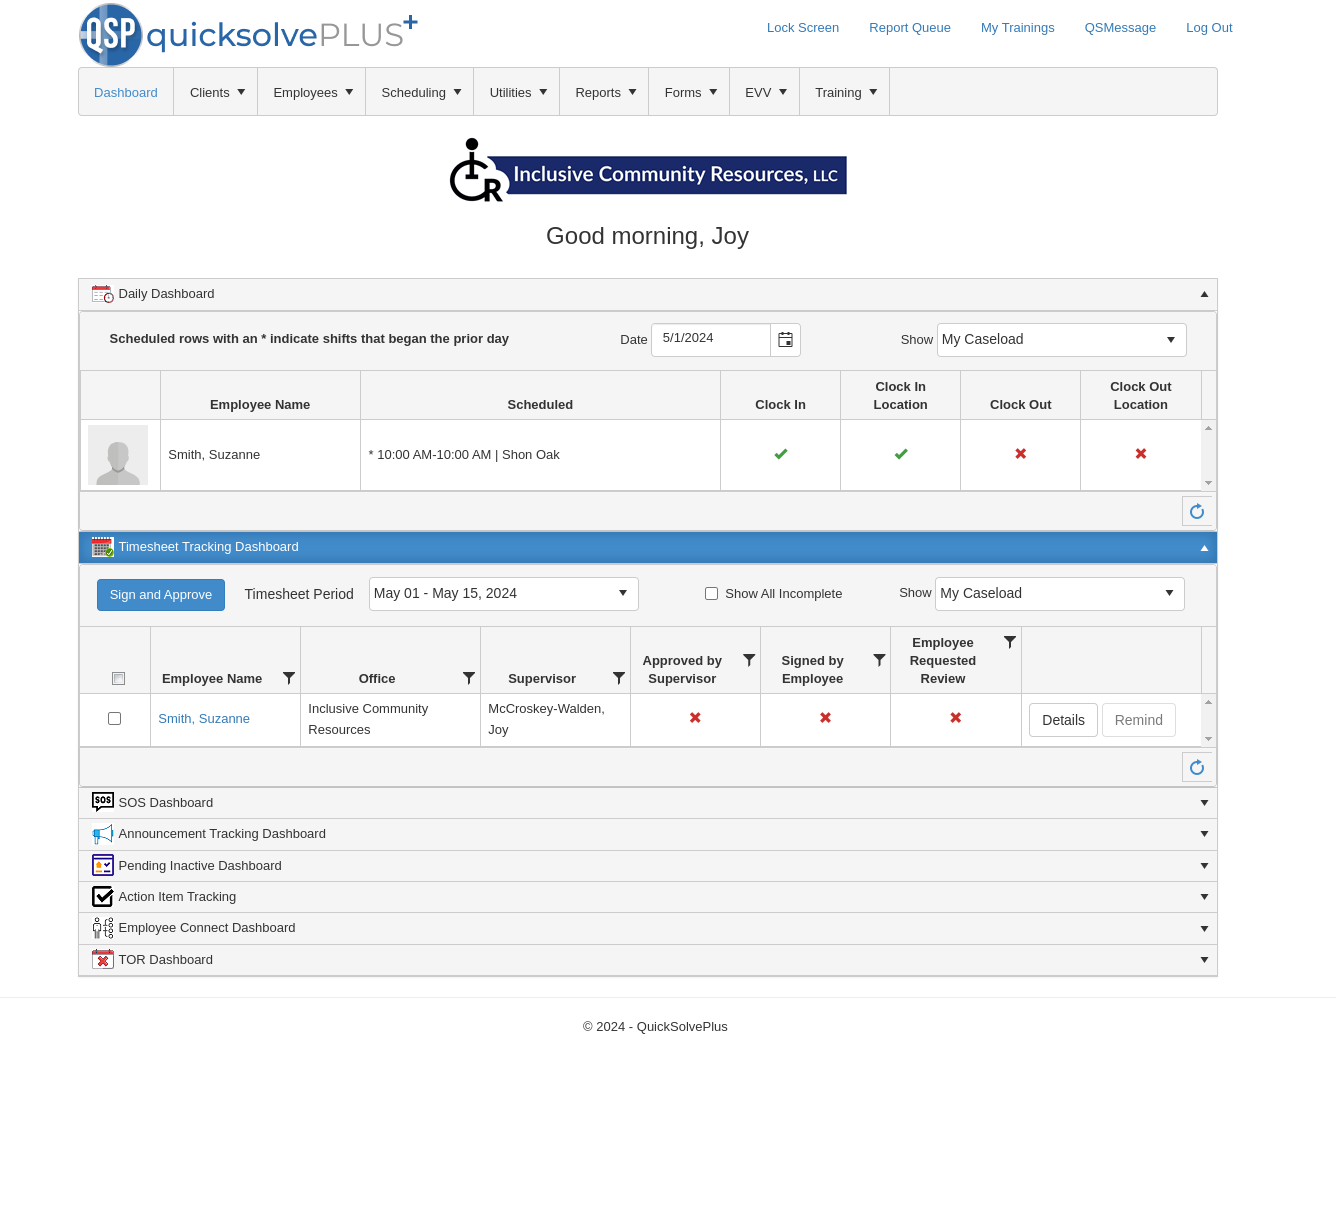 QSP quicksolvePLUS+
Lock Screen Report Queue My Trainings QSMessage Log Out
Dashboard Clients Employees Scheduling Utilities Reports Forms EVV Training
R Inclusive Community Resources, LLC
Good morning, Joy
Daily Dashboard
Scheduled rows with an * indicate shifts that began the prior day Date 5/1/2024 Show My Caseload
Employee Name Scheduled Clock In Clock In Location Clock Out Clock Out Location
Smith, Suzanne * 10:00 AM-10:00 AM | Shon Oak
Timesheet Tracking Dashboard
Sign and Approve Timesheet Period May 01 - May 15, 2024 Show All Incomplete Show My Caseload
Employee Name Office Supervisor Approved by Supervisor Signed by Employee Employee Requested Review
Smith, Suzanne Inclusive Community Resources McCroskey-Walden, Joy Details Remind
SOS SOS Dashboard
Announcement Tracking Dashboard
Pending Inactive Dashboard
Action Item Tracking
Employee Connect Dashboard
TOR Dashboard
© 2024 - QuickSolvePlus